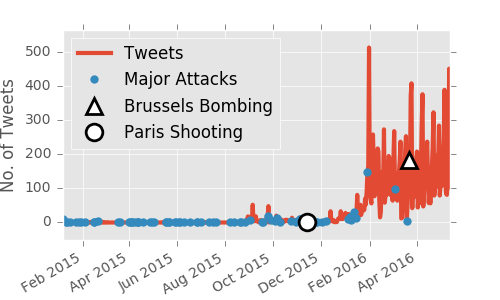 No. of Tweets
500
400
300
200
100
0
Tweets
Major Attacks
Brussels Bombing
Paris Shooting
Feb 2015
Apr 2015
Jun 2015
Aug 2015
Oct 2015
Dec 2015
Feb 2016
Apr 2016